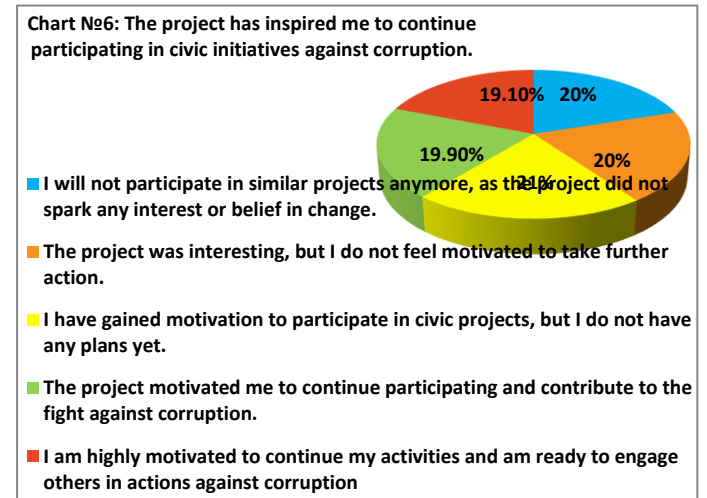 Chart №6: The project has inspired me to continue
participating in civic initiatives against corruption.
19.10% 20%
19.90% 20%
21%
I will not participate in similar projects anymore, as the project did not
spark any interest or belief in change.
The project was interesting, but I do not feel motivated to take further
action.
I have gained motivation to participate in civic projects, but I do not have
any plans yet.
The project motivated me to continue participating and contribute to the
fight against corruption.
I am highly motivated to continue my activities and am ready to engage
others in actions against corruption